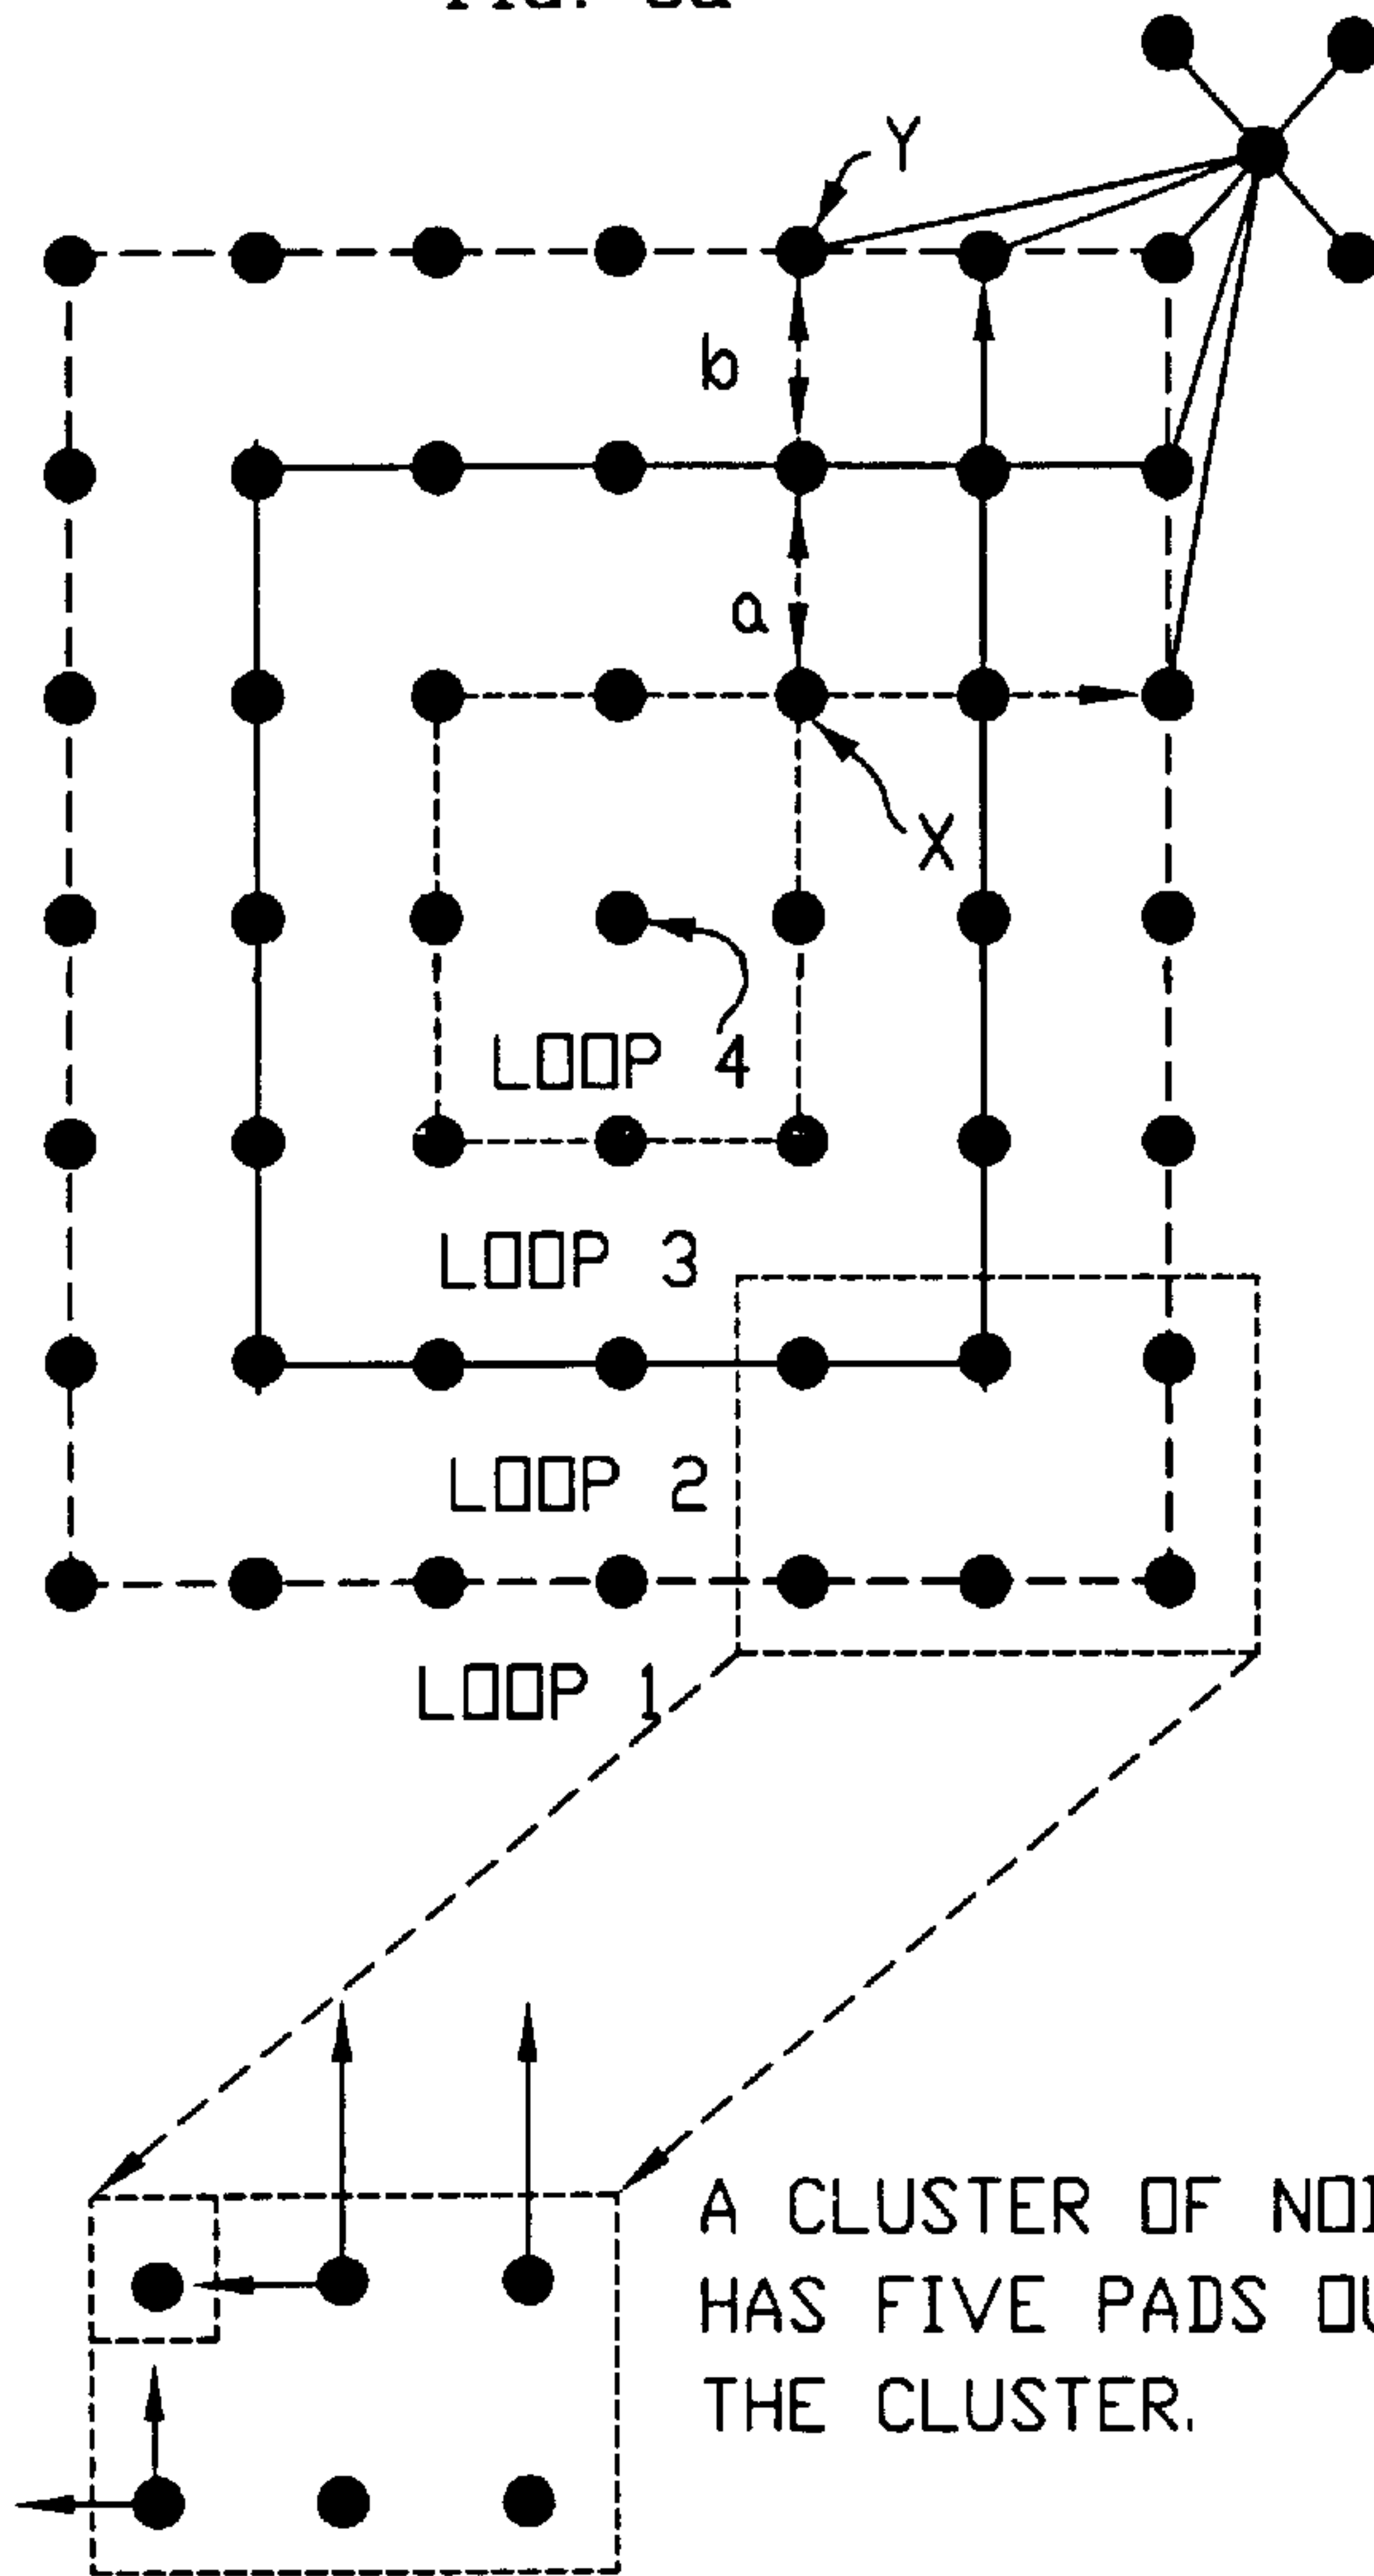 Y
b
a
X
LOOP 4
LOOP 3
LOOP 2
LOOP 1
A CLUSTER OF
HAS FIVE PADS
THE CLUSTER.